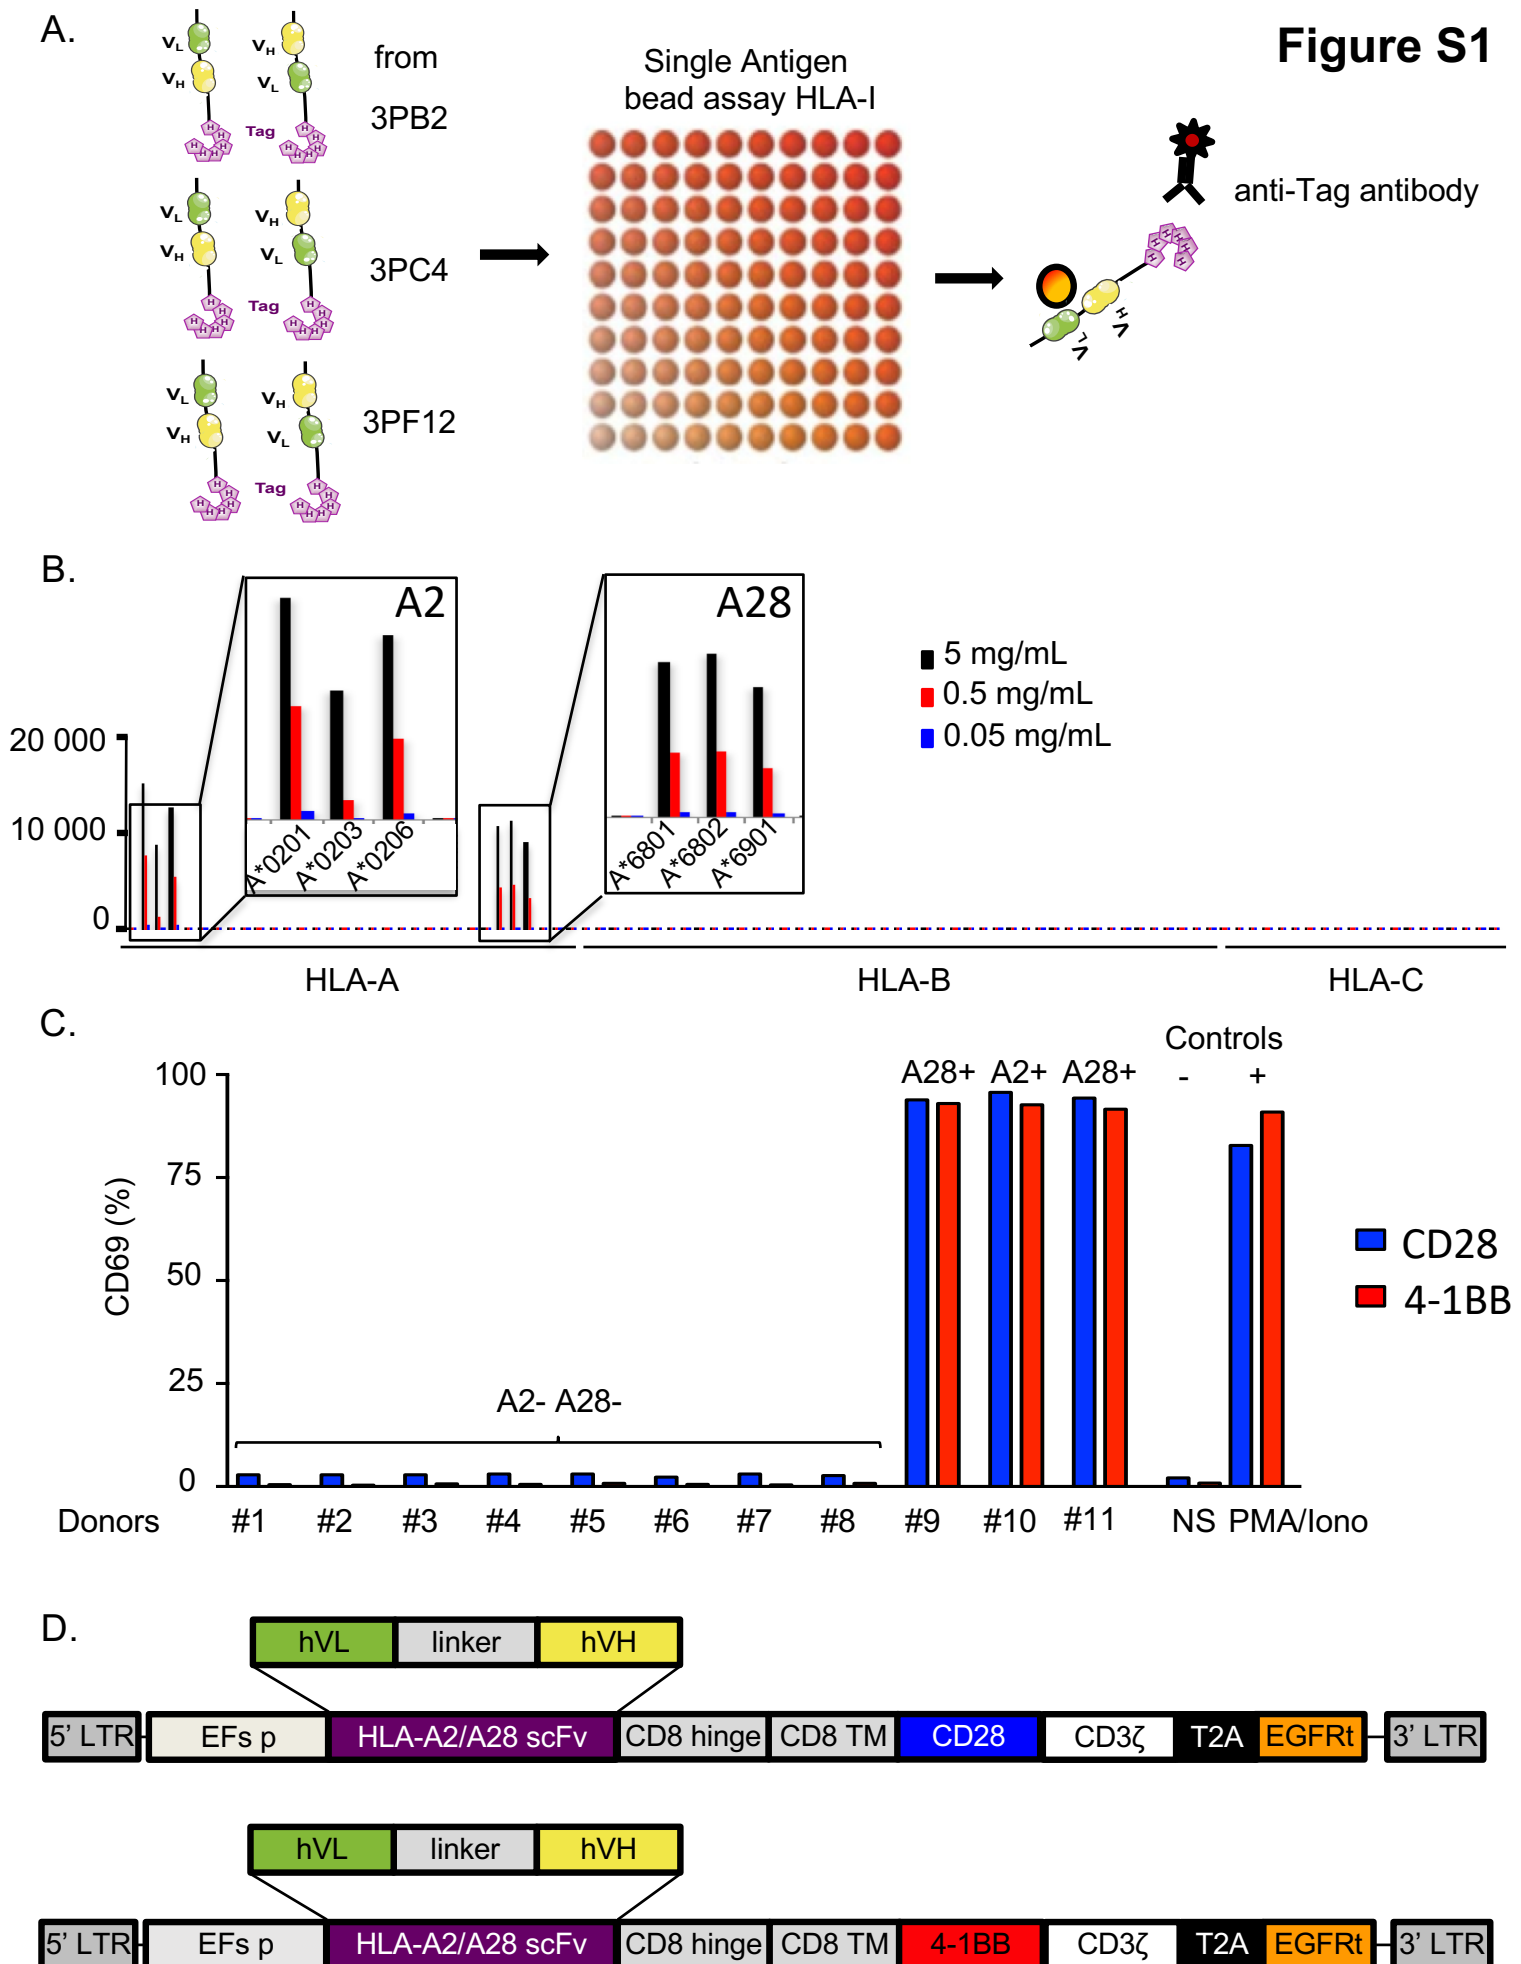 Figure S1
A.
VL
VH
VH
VL
Tag
H H H H H H
H H H H H H
from
3PB2
VL
VH
VH
VL
Tag
H H H H H H
H H H H H H
3PC4
VL
VH
VH
VL
Tag
H H H H H H
H H H H H H
3PF12
Single Antigen
bead assay HLA-I
anti-Tag antibody
H H H H H H
VH
VL
B.
A2
A*0201
A*0203
A*0206
A28
A*6801
A*6802
A*6901
5 mg/mL
0.5 mg/mL
0.05 mg/mL
20 000
10 000
0
HLA-A
HLA-B
HLA-C
C.
Controls
A28+ A2+ A28+ - +
100
75
50
25
0
CD69 (%)
A2- A28-
CD28
4-1BB
Donors #1 #2 #3 #4 #5 #6 #7 #8 #9 #10 #11 NS PMA/Iono
D.
hVL linker hVH
5' LTR EFs p HLA-A2/A28 scFv CD8 hinge CD8 TM CD28 CD3ζ T2A EGFRt 3' LTR
hVL linker hVH
5' LTR EFs p HLA-A2/A28 scFv CD8 hinge CD8 TM 4-1BB CD3ζ T2A EGFRt 3' LTR